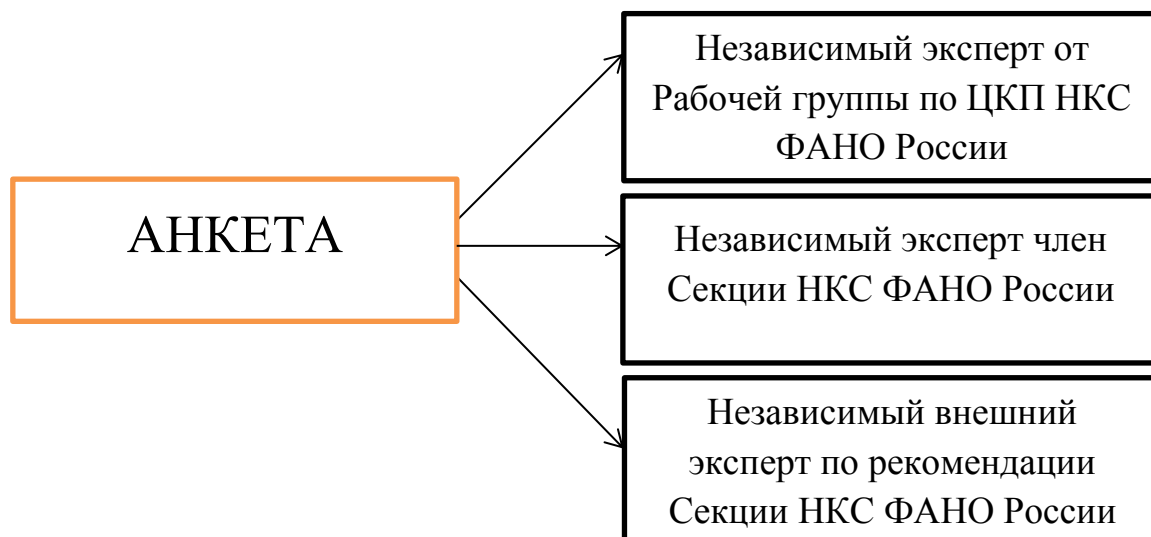 АНКЕТА
Независимый эксперт от
Рабочей группы по ЦКП НКС
ФАНО России
Независимый эксперт член
Секции НКС ФАНО России
Независимый внешний
эксперт по рекомендации
Секции НКС ФАНО России